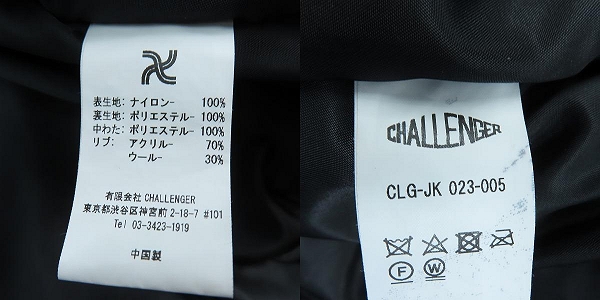 表生地: ナイロン- 100%
裏生地: ポリエステル- 100%
中わた: ポリエステル- 100%
リブ: アクリル- 70%
ウール- 30%
有限会社 CHALLENGER
東京都渋谷区神宮前 2-18-7 #101
Tel 03-3423-1919
中国製
CHALLENGER
CLG-JK 023-005
F W